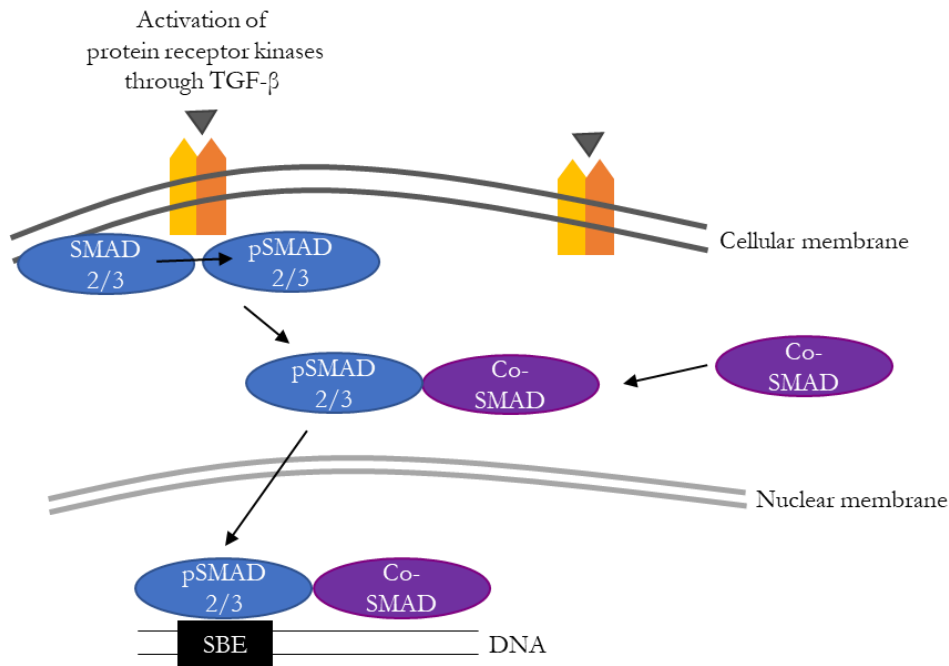 Activation of
protein receptor kinases
through TGF-β
SMAD
2/3
pSMAD
2/3
Cellular membrane
pSMAD
2/3
Co-
SMAD
Co-
SMAD
Nuclear membrane
pSMAD
2/3
Co-
SMAD
SBE
DNA